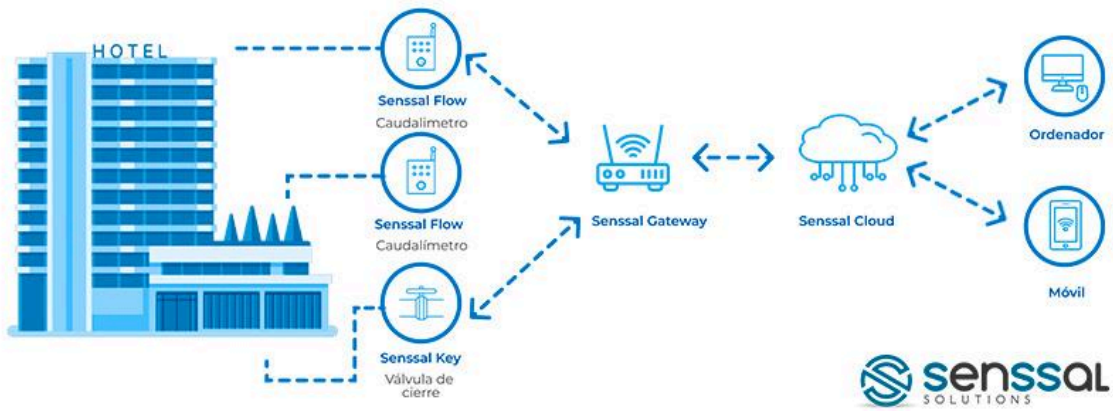 HOTEL
Senssal Flow
Caudalimetro
Senssal Flow
Caudalímetro
Senssal Key
Válvula de
cierre
Senssal Gateway
Senssal Cloud
Ordenador
Móvil
senssal
SOLUTIONS